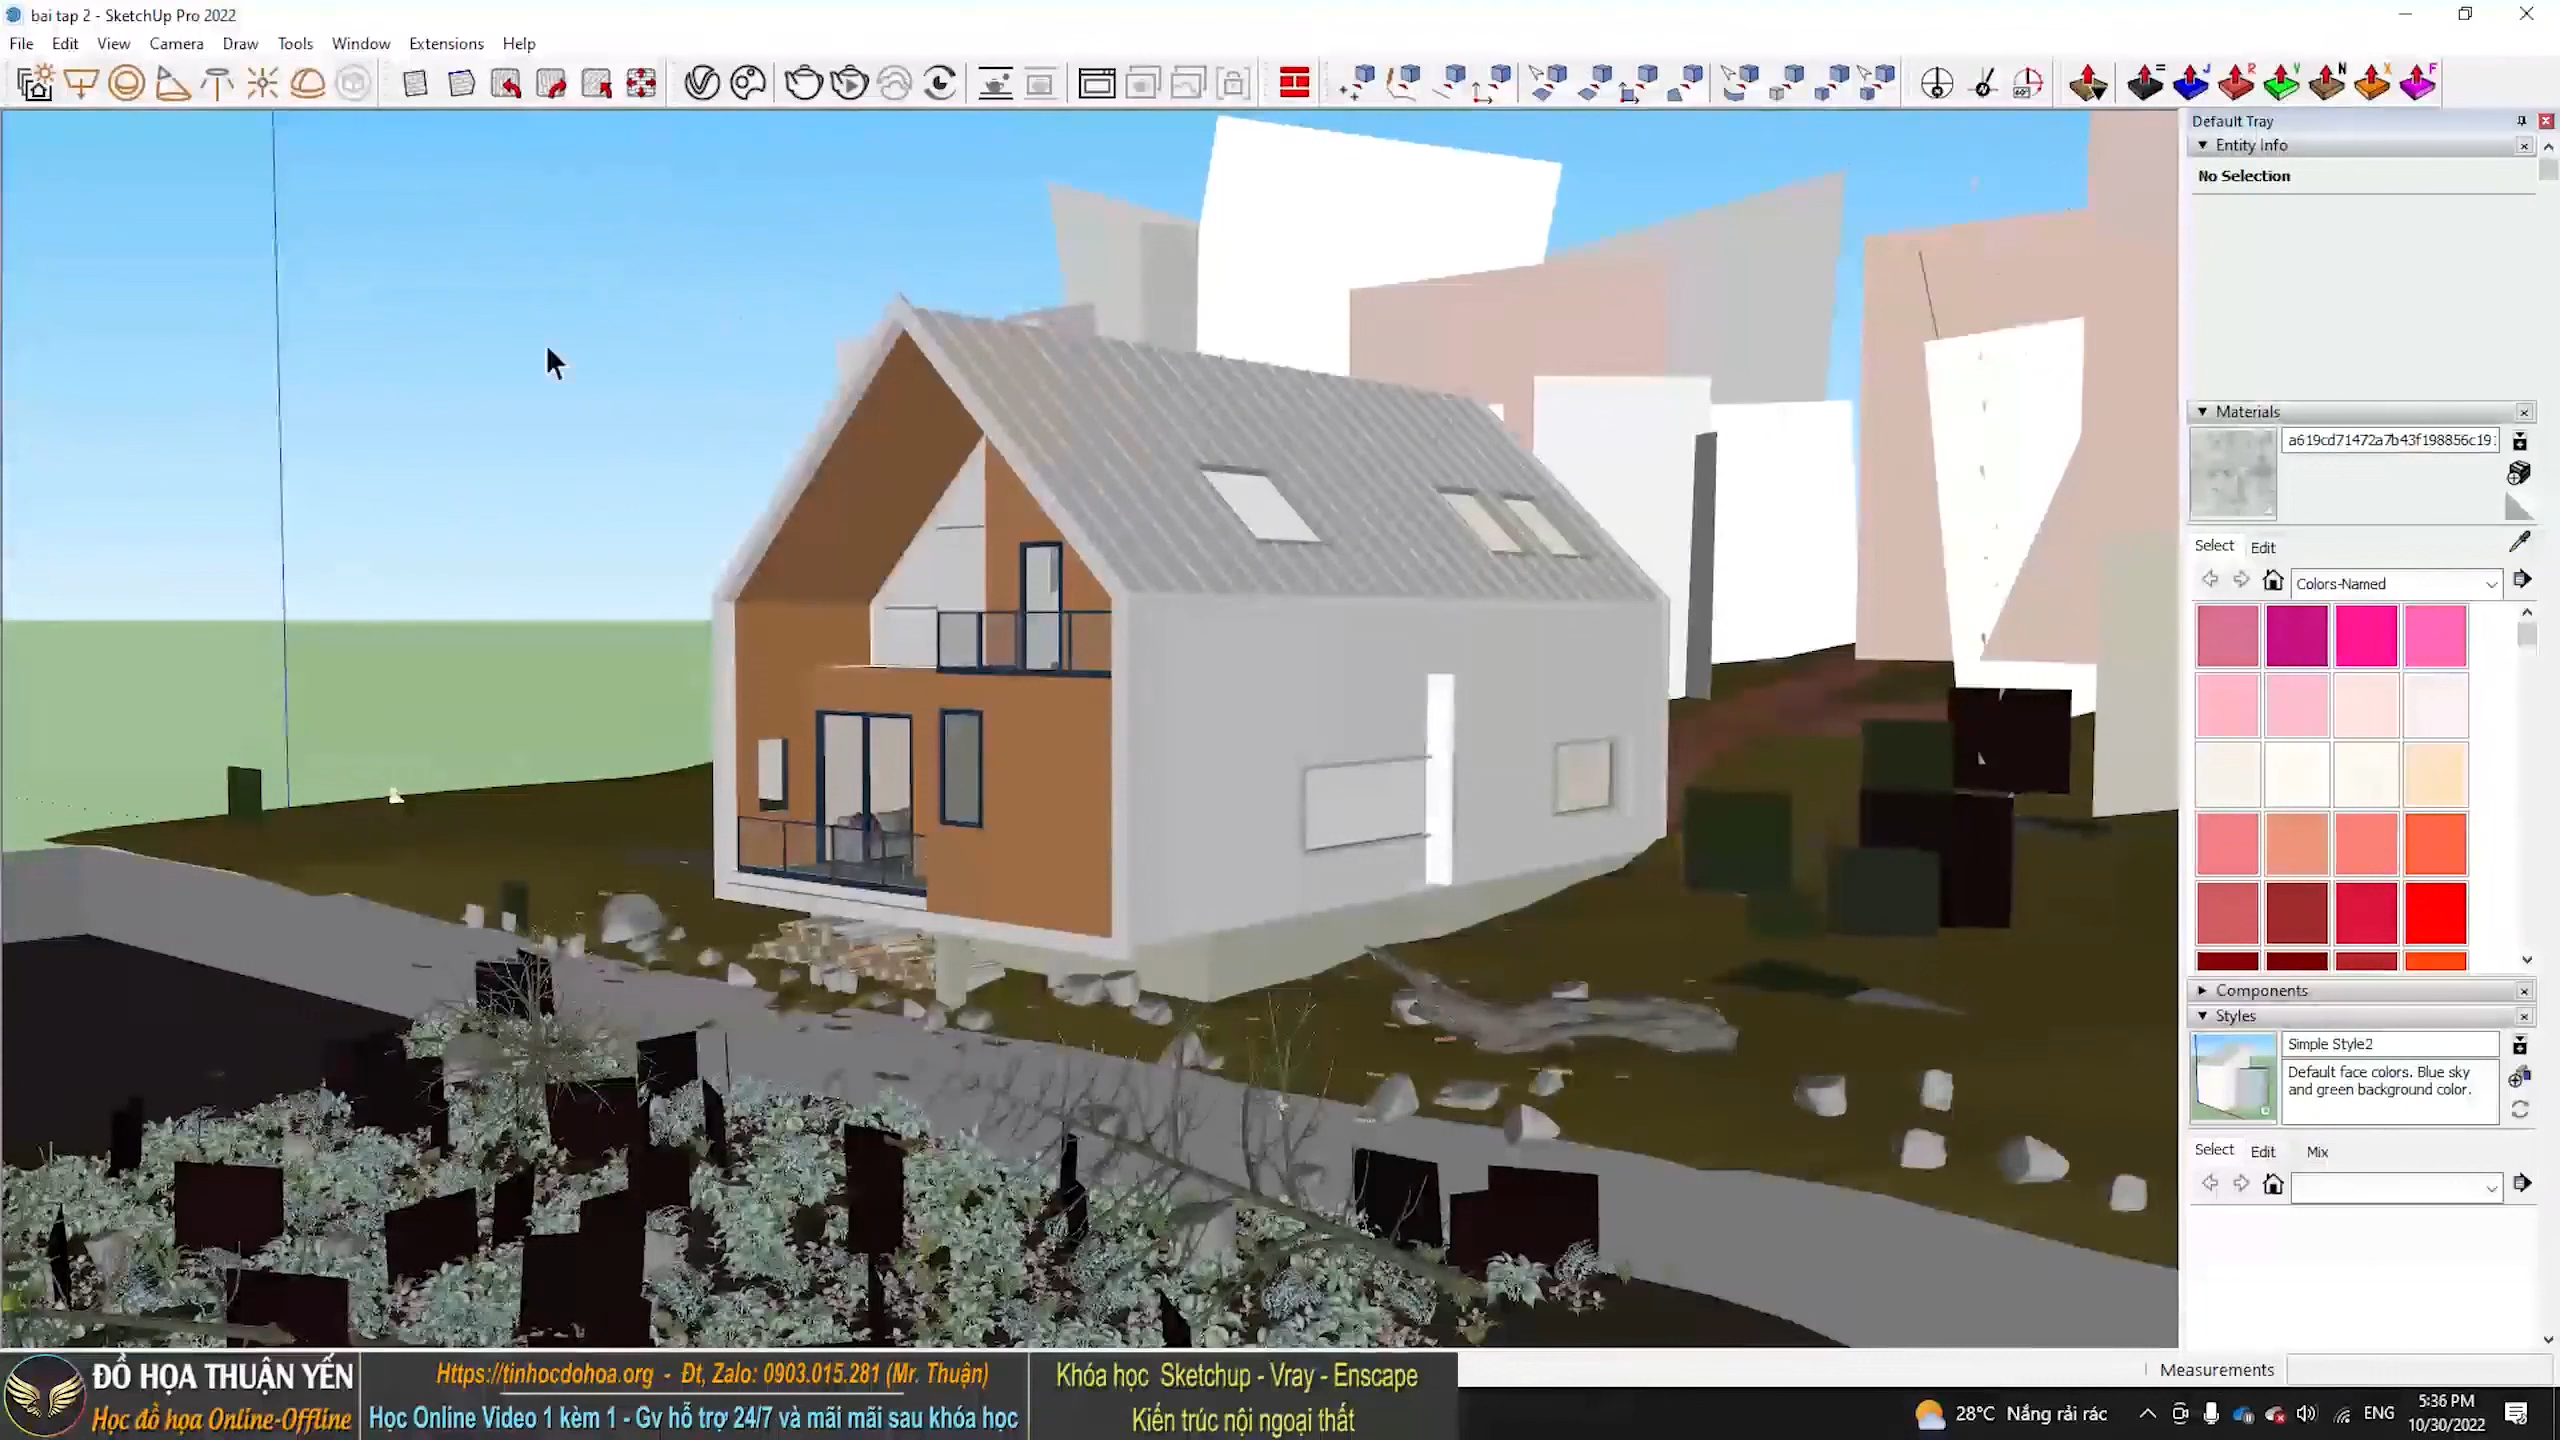 bai tap 2 - SketchUp Pro 2022
File Edit View Camera Draw Tools Window Extensions Help
= J R V N X F
Default Tray
Entity Info
No Selection
Materials
a619cd71472a7b43f198856c19
Select Edit
Colors-Named
Components
Styles
Simple Style2
Default face colors. Blue sky
and green background color.
Select Edit Mix
Measurements
ĐỒ HỌA THUẬN YẾN
Học đồ họa Online-Offline
Https://tinhocdohoa.org - Đt, Zalo: 0903.015.281 (Mr. Thuận)
Học Online Video 1 kèm 1 - Gv hỗ trợ 24/7 và mãi mãi sau khóa học
Khóa học Sketchup - Vray - Enscape
Kiến trúc nội ngoại thất
28°C Nắng rải rác
ENG
5:36 PM
10/30/2022